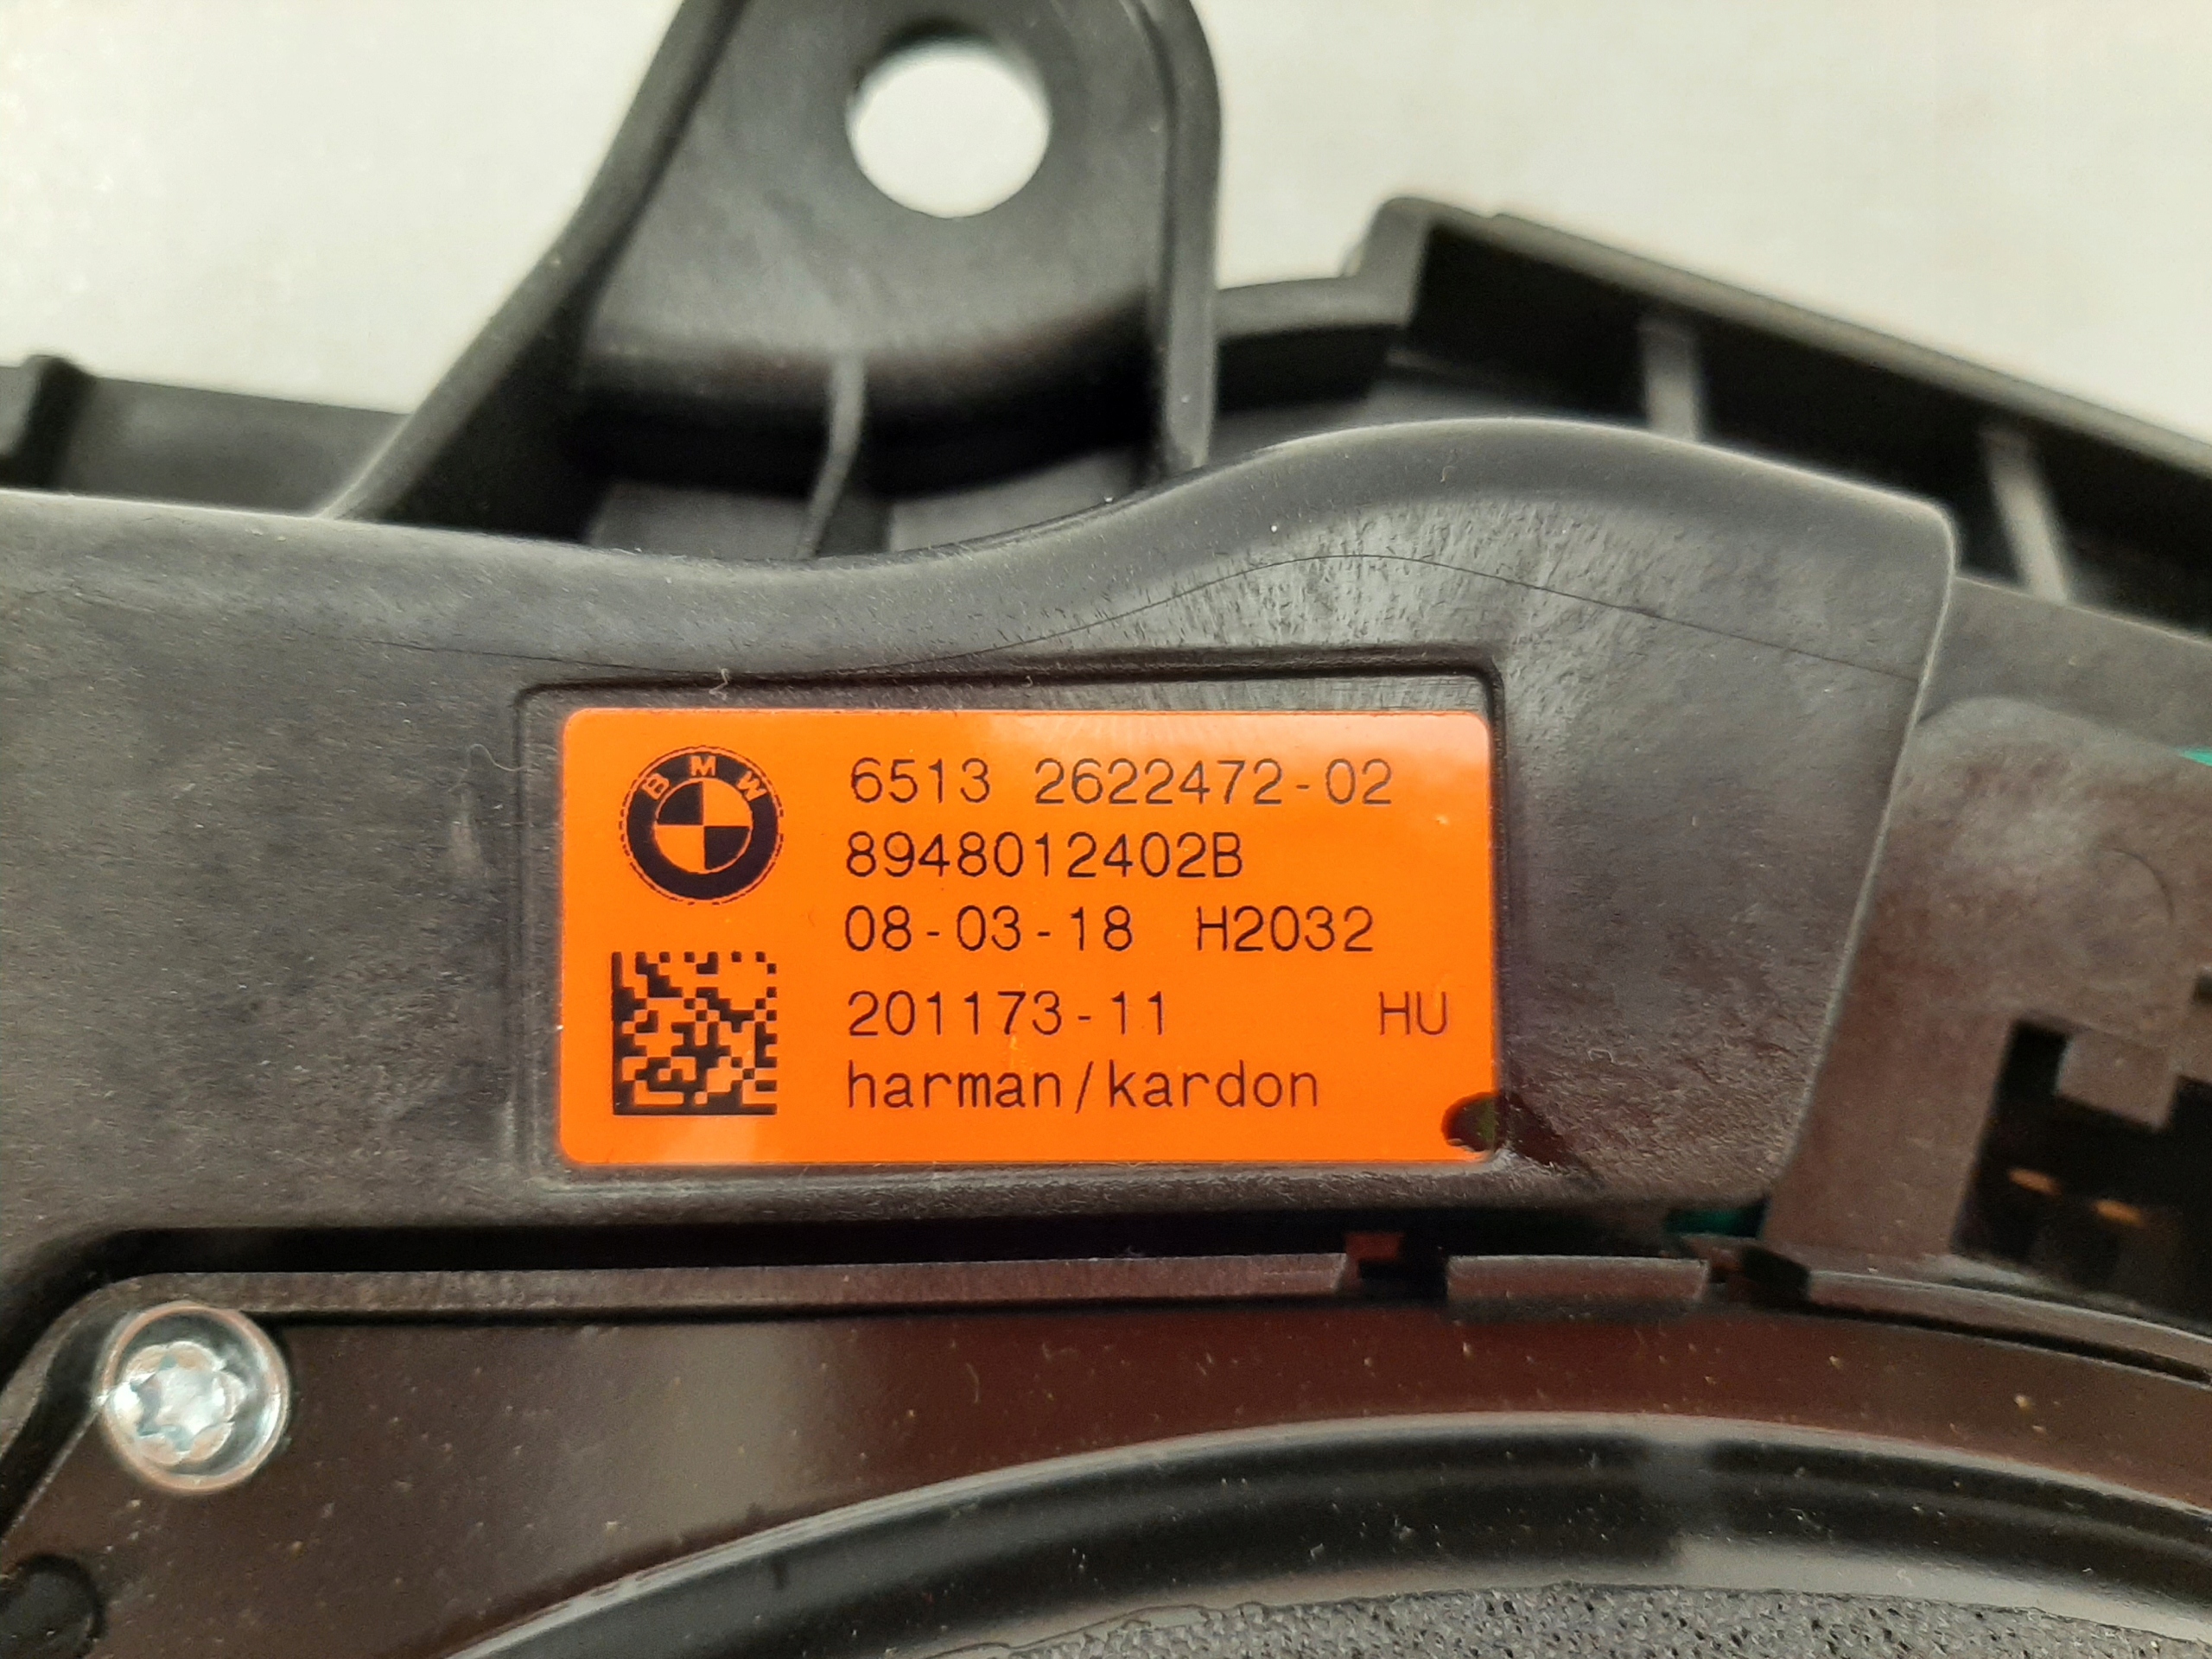 BMW
6513 2622472-02
8948012402B
08-03-18 H2032
201173-11 HU
harman/kardon